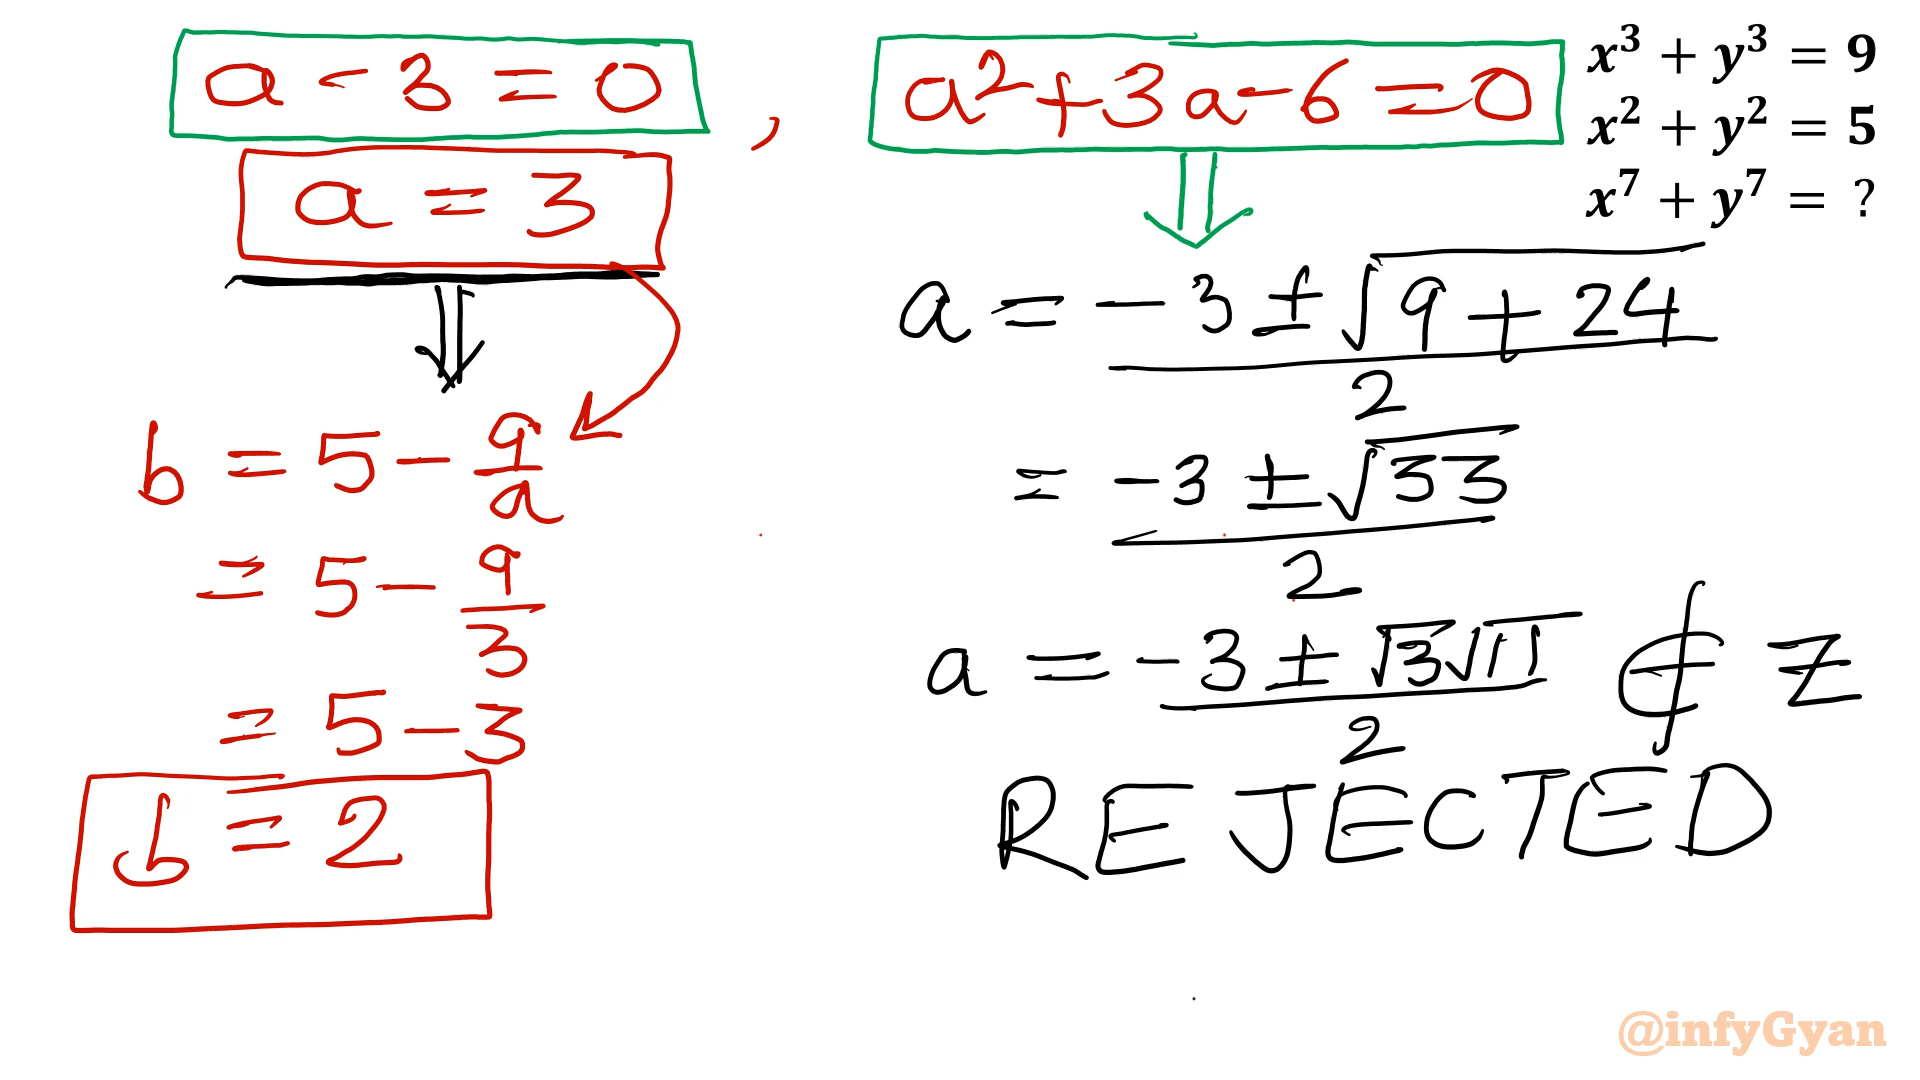 a - 3 = 0 , a² + 3a - 6 = 0
a = 3
x³ + y³ = 9
x² + y² = 5
x⁷ + y⁷ = ?
b = 5 - 9/a
= 5 - 9/3
= 5 - 3
b = 2
a = (-3 ± √(9 + 24))/2
= (-3 ± √33)/2
a = (-3 ± √3√11)/2 ∉ Z
REJECTED
@infyGyan